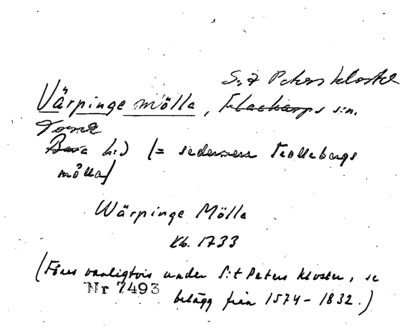 S:t Peters kloster
Värpinge mölla, Flackarps s:n.
Torna
Bara h:d (= sedermera Trollebergs
mölla)
Wärpinge Mölla
Kb. 1733
(Föres vanligtvis under S:t Peters kloster, se
Nr 7493
belägg från 1574-1832.)